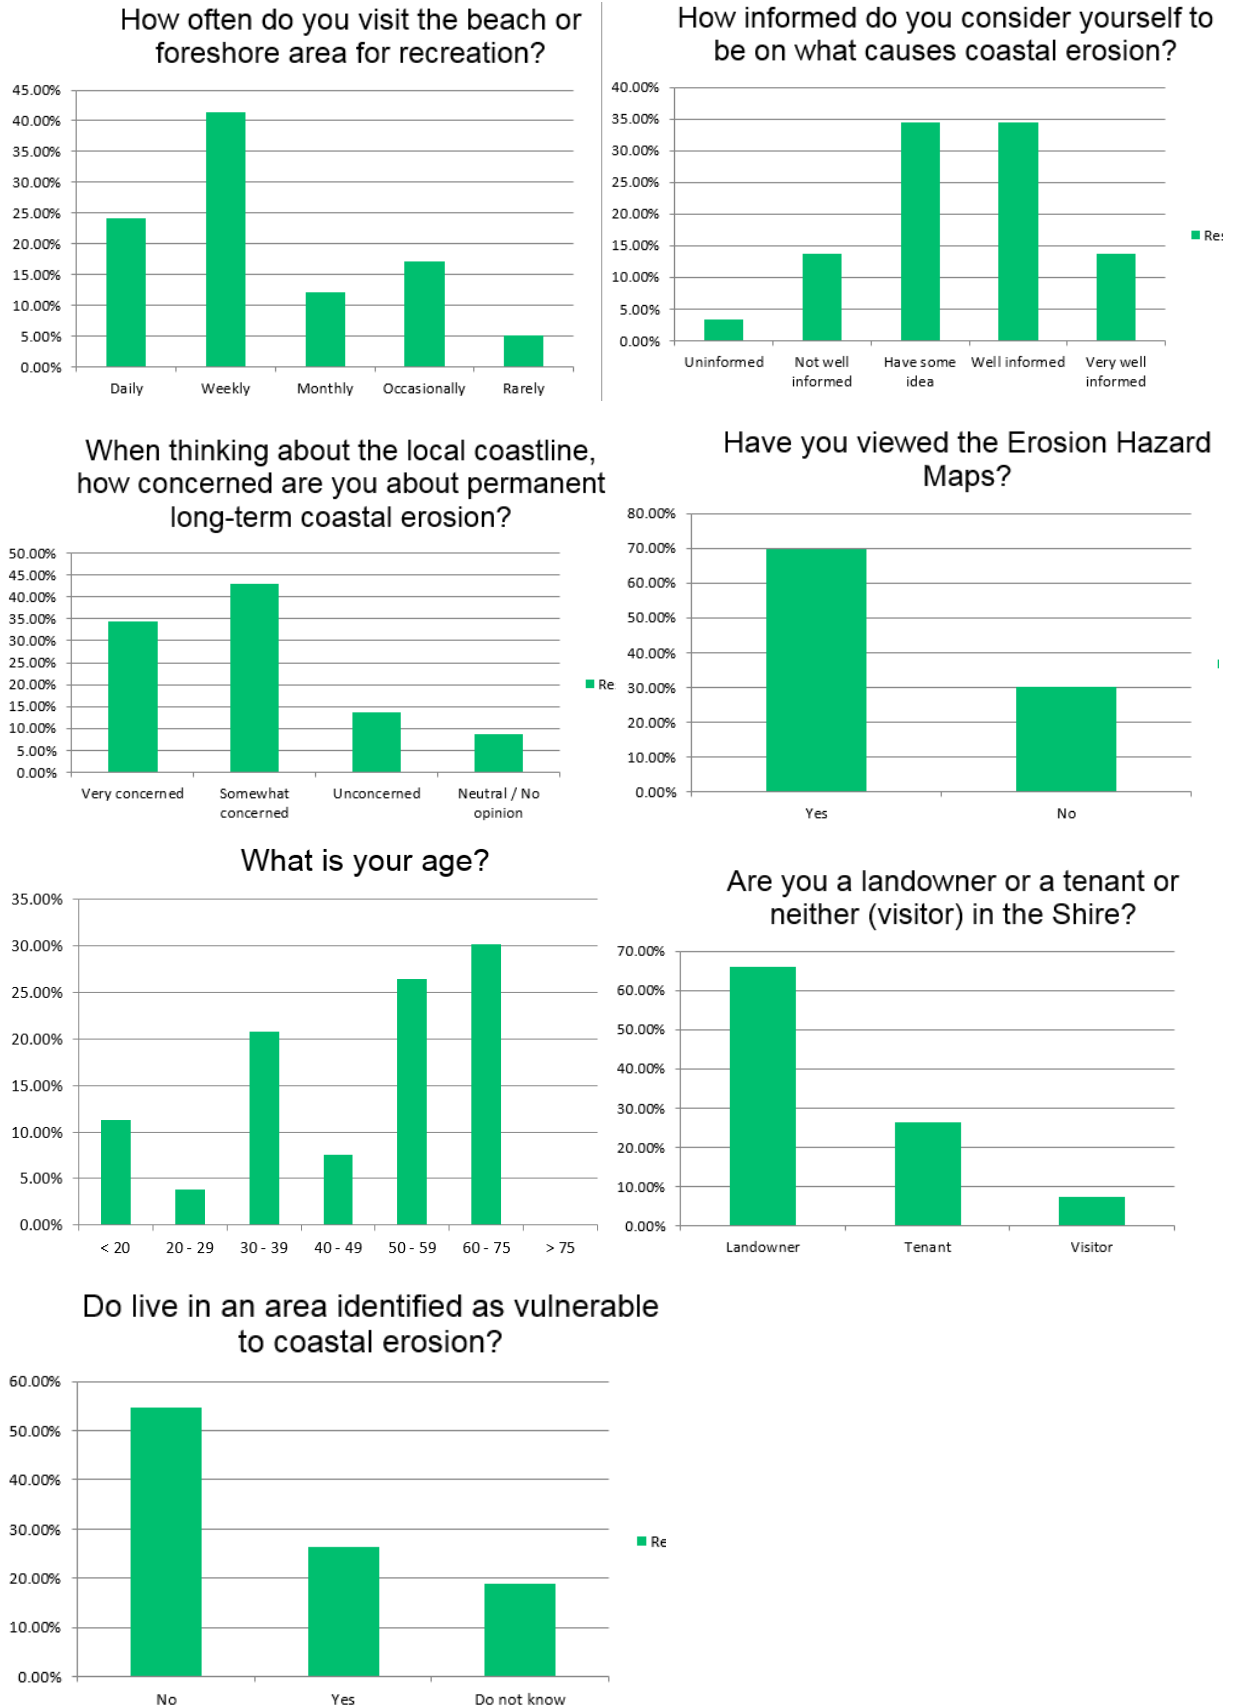 How often do you visit the beach or
foreshore area for recreation?
45.00%
40.00%
35.00%
30.00%
25.00%
20.00%
15.00%
10.00%
5.00%
0.00%
Daily Weekly Monthly Occasionally Rarely
How informed do you consider yourself to
be on what causes coastal erosion?
40.00%
35.00%
30.00%
25.00%
20.00%
15.00%
10.00%
5.00%
0.00%
Uninformed Not well Have some Well informed Very well
informed idea informed
Re
When thinking about the local coastline,
how concerned are you about permanent
long-term coastal erosion?
50.00%
45.00%
40.00%
35.00%
30.00%
25.00%
20.00%
15.00%
10.00%
5.00%
0.00%
Very concerned Somewhat Unconcerned Neutral / No
concerned opinion
Re
Have you viewed the Erosion Hazard
Maps?
80.00%
70.00%
60.00%
50.00%
40.00%
30.00%
20.00%
10.00%
0.00%
Yes No
What is your age?
35.00%
30.00%
25.00%
20.00%
15.00%
10.00%
5.00%
0.00%
< 20 20 - 29 30 - 39 40 - 49 50 - 59 60 - 75 > 75
Are you a landowner or a tenant or
neither (visitor) in the Shire?
70.00%
60.00%
50.00%
40.00%
30.00%
20.00%
10.00%
0.00%
Landowner Tenant Visitor
Do live in an area identified as vulnerable
to coastal erosion?
60.00%
50.00%
40.00%
30.00%
20.00%
10.00%
0.00%
No Yes Do not know
Re